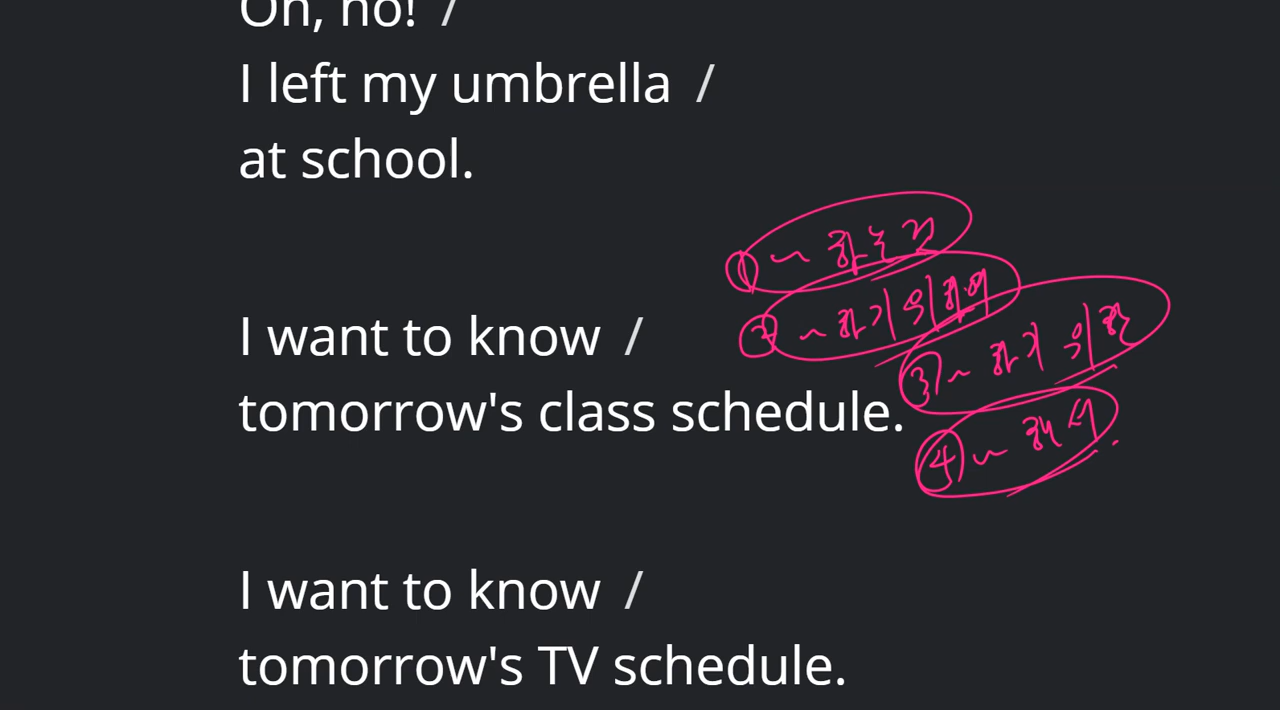 Oh, no! /
I left my umbrella /
at school.
① ~ 하는 것
② ~ 하기 위하여
I want to know /
③ ~ 하기 위한
tomorrow's class schedule.
④ ~ 해서
I want to know /
tomorrow's TV schedule.